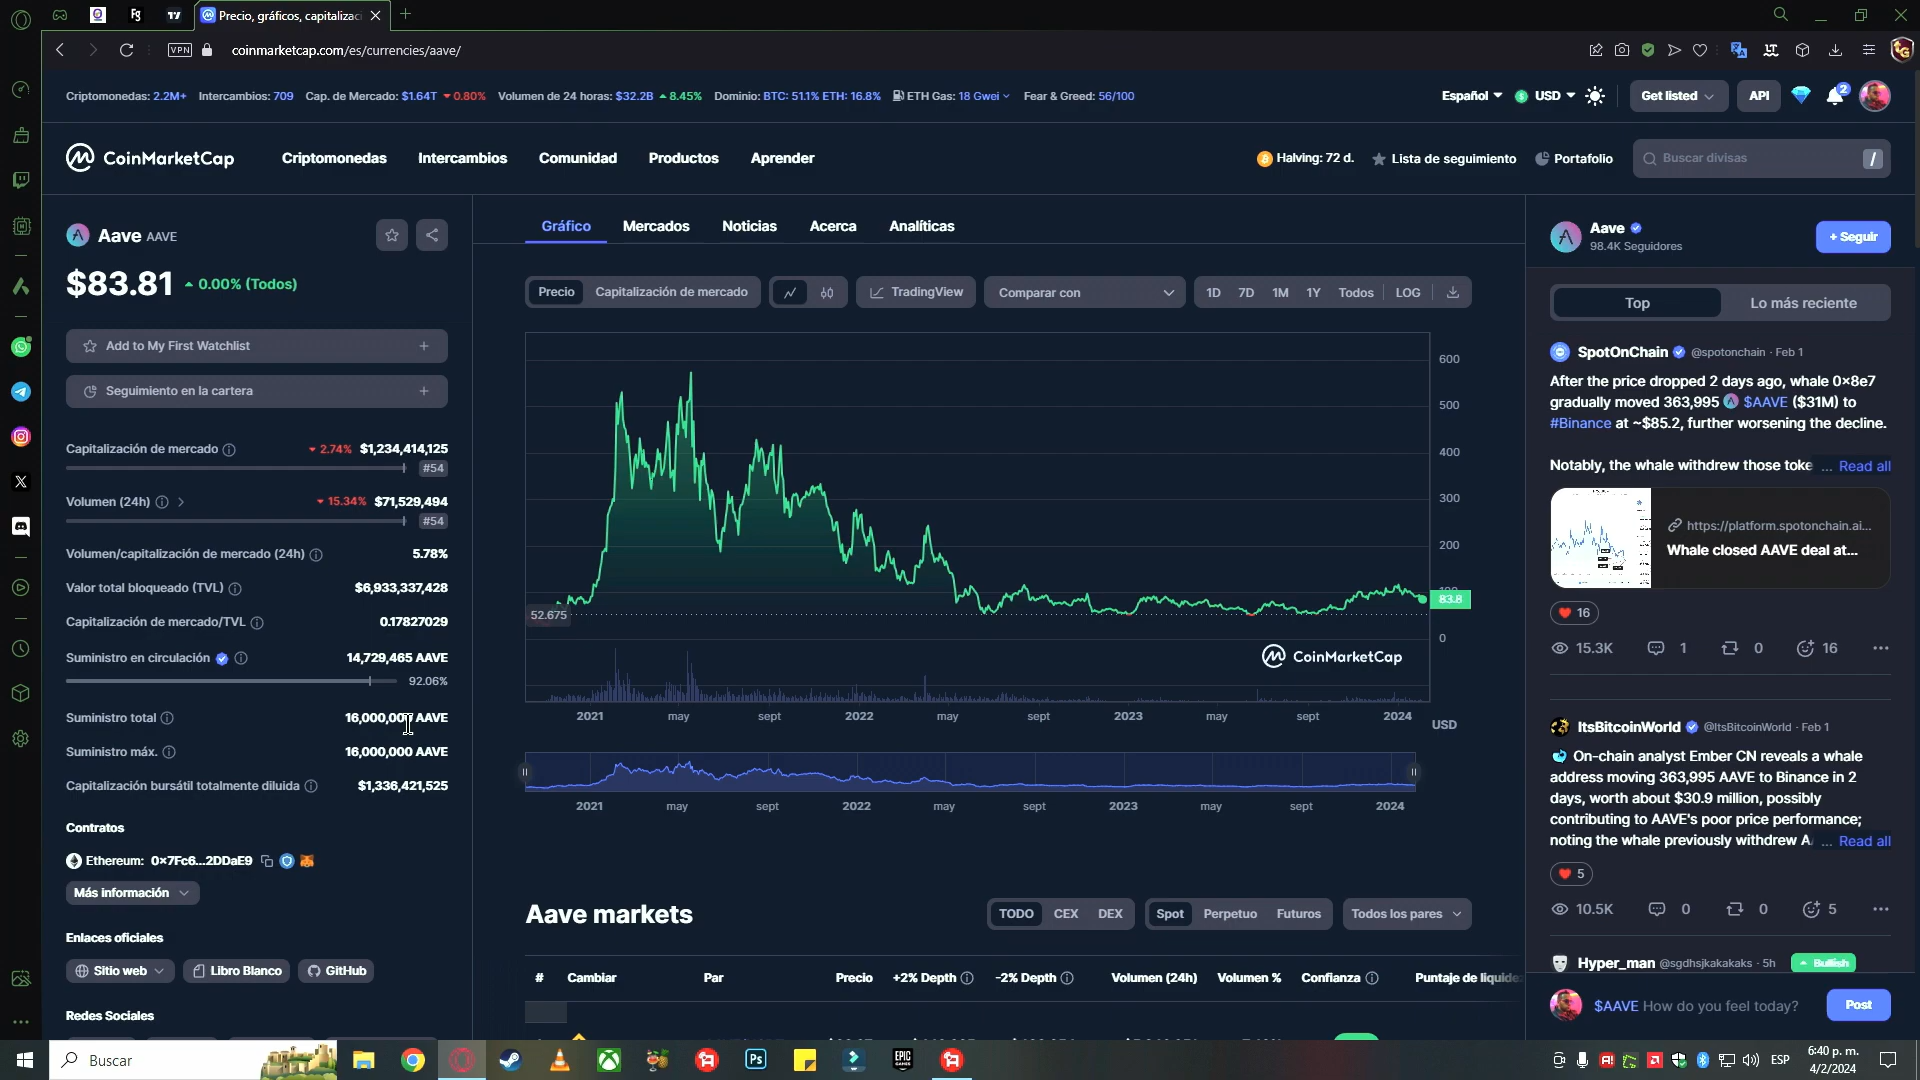 Precio, gráficos, capitalizaci
VPN
coinmarketcap.com/es/currencies/aave/
Criptomonedas: 2.2M+ Intercambios: 709 Cap. de Mercado: $1.64T 0.80% Volumen de 24 horas: $32.2B 8.45% Dominio: BTC: 51.1% ETH: 16.8% ETH Gas: 18 Gwei Fear & Greed: 56/100
Español USD Get listed API 2
CoinMarketCap Criptomonedas Intercambios Comunidad Productos Aprender
Halving: 72 d. Lista de seguimiento Portafolio Buscar divisas /
Aave AAVE
$83.81 0.00% (Todos)
Add to My First Watchlist +
Seguimiento en la cartera +
Capitalización de mercado 2.74% $1,234,414,125
#54
Volumen (24h) 15.34% $71,529,494
#54
Volumen/capitalización de mercado (24h) 5.78%
Valor total bloqueado (TVL) $6,933,337,428
Capitalización de mercado/TVL 0.17827029
Suministro en circulación 14,729,465 AAVE
92.06%
Suministro total AAVE
Suministro máx. 16,000,000 AAVE
Capitalización bursátil totalmente diluida $1,336,421,525
Contratos
Ethereum: 0x7Fc6...2DDaE9
Más información
Enlaces oficiales
Sitio web Libro Blanco GitHub
Redes Sociales
Gráfico Mercados Noticias Acerca Analíticas
Precio Capitalización de mercado TradingView Comparar con 1D 7D 1M 1Y Todos LOG
600
500
400
300
200
83.8
52.675
0
CoinMarketCap
2021 may sept 2022 may sept 2023 may sept 2024
USD
2021 may sept 2022 may sept 2023 may sept 2024
Aave markets
TODO CEX DEX Spot Perpetuo Futuros Todos los pares
# Cambiar Par Precio +2% Depth -2% Depth Volumen (24h) Volumen % Confianza Puntaje de liquide
Aave
98.4K Seguidores
+ Seguir
Top Lo más reciente
SpotOnChain @spotonchain · Feb 1
After the price dropped 2 days ago, whale 0x8e7
gradually moved 363,995 $AAVE ($31M) to
#Binance at ~$85.2, further worsening the decline.
Notably, the whale withdrew those toke ... Read all
https://platform.spotonchain.ai...
Whale closed AAVE deal at...
16
15.3K 1 0 16
ItsBitcoinWorld @ItsBitcoinWorld · Feb 1
On-chain analyst Ember CN reveals a whale
address moving 363,995 AAVE to Binance in 2
days, worth about $30.9 million, possibly
contributing to AAVE's poor price performance;
noting the whale previously withdrew A ... Read all
5
10.5K 0 0 5
Hyper_man @sgdhsjkakakaks · 5h Bullish
$AAVE How do you feel today? Post
Buscar
Ps
EPIC GAMES
ESP
6:40 p. m.
4/2/2024